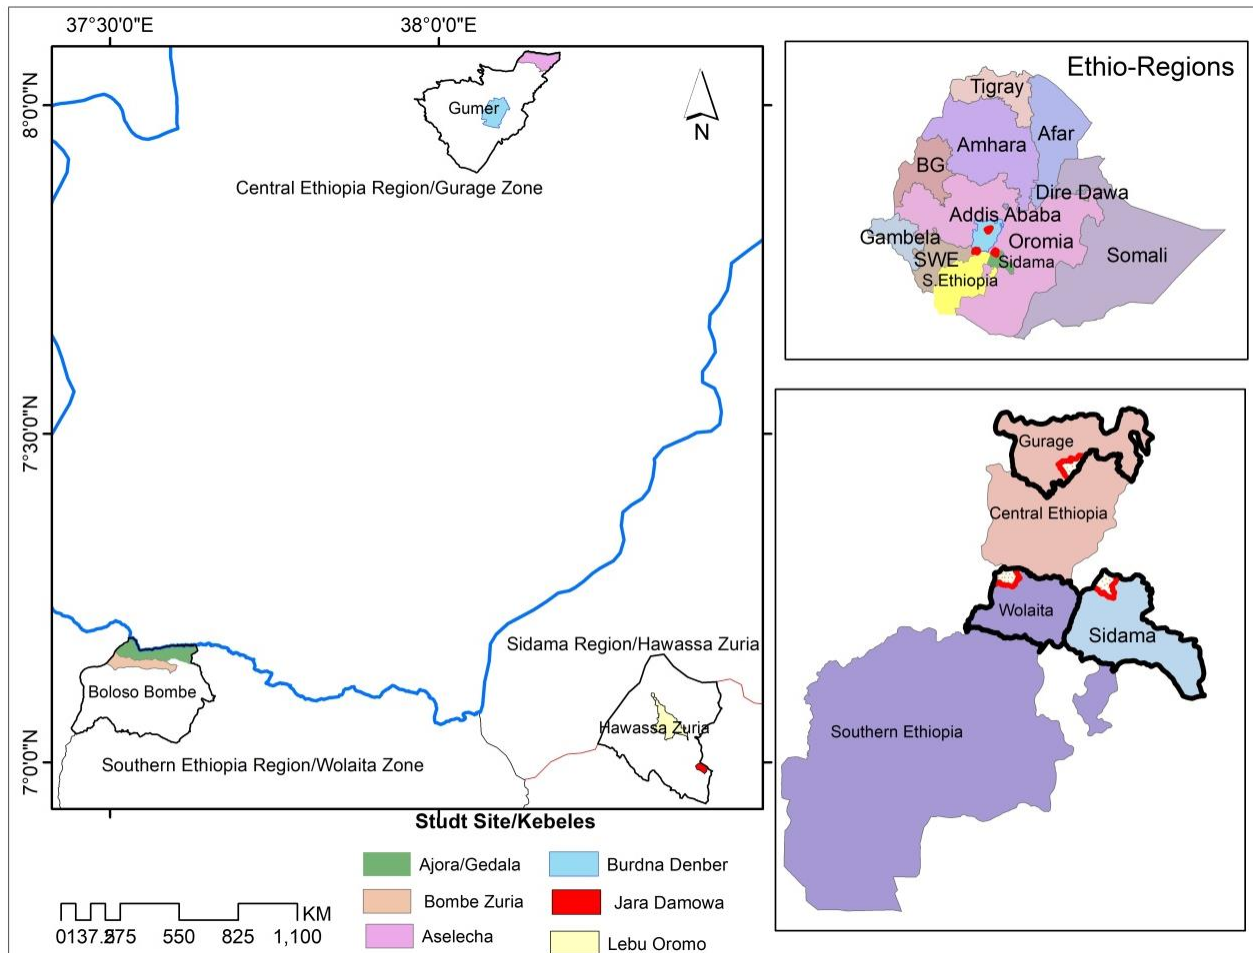 37°30'0"E
38°0'0"E
8°0'0"N
7°30'0"N
7°0'0"N
Gumer
N
Central Ethiopia Region/Gurage Zone
Sidama Region/Hawassa Zuria
Boloso Bombe
Hawassa Zuria
Southern Ethiopia Region/Wolaita Zone
Studt Site/Kebeles
Ajora/Gedala
Burdna Denber
Bombe Zuria
Jara Damowa
Aselecha
Lebu Oromo
KM
0 275 550 825 1,100
Ethio-Regions
Tigray
Afar
Amhara
BG
Dire Dawa
Addis Ababa
Gambela
Oromia
SWE
Sidama
Somali
S.Ethiopia
Gurage
Central Ethiopia
Wolaita
Sidama
Southern Ethiopia